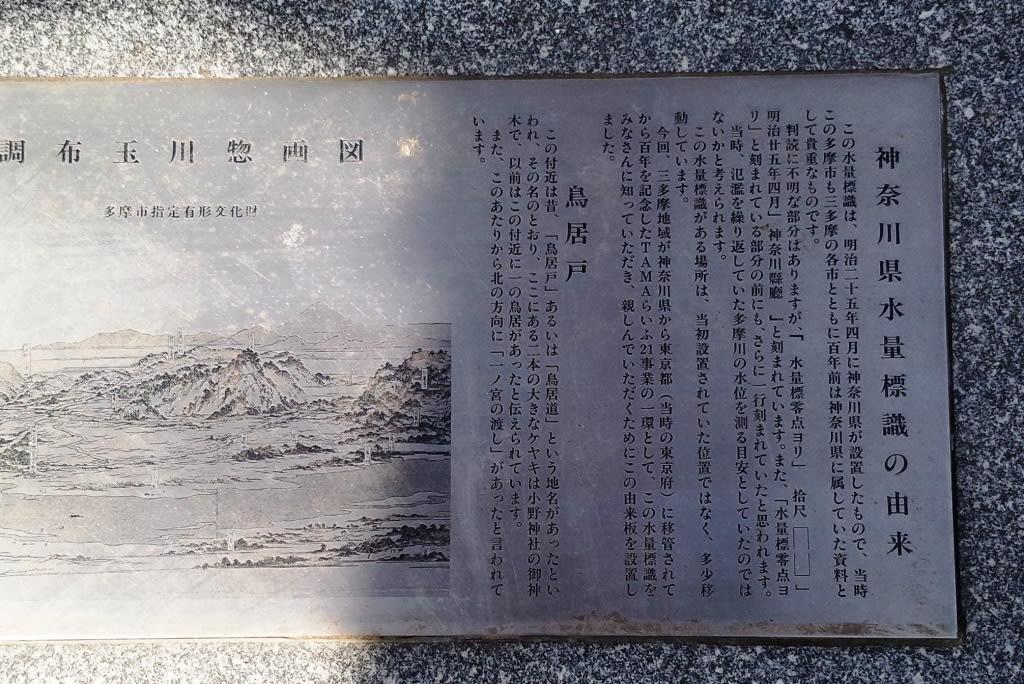 神奈川県水量標識の由来
この水量標識は、明治二十五年四月に神奈川県が設置したもので、当時
この多摩市も三多摩の各市とともに百年前は神奈川県に属していた資料と
して貴重なものです。
判読に不明な部分はありますが、「水量標零点ヨリ」 拾尺 」
明治廿五年四月」神奈川縣廳 」と刻まれています。また、「水量標零点ヨ
リ」と刻まれている部分の前にも、さらに一行刻まれていたと思われます。
当時、氾濫を繰り返していた多摩川の水位を測る目安としていたのでは
ないかと考えられます。
この水量標識がある場所は、当初設置されていた位置ではなく、多少移
動しています。
今回、三多摩地域が神奈川県から東京都（当時の東京府）に移管されて
から百年を記念したTAMAらいふ21事業の一環として、この水量標識を
みなさんに知っていただき、親しんでいただくためにこの由来板を設置し
ました。
鳥居戸
この付近は昔、「鳥居戸」あるいは「鳥居道」という地名があったとい
われ、その名のとおり、ここにある二本の大きなケヤキは小野神社の御神
木で、以前はこの付近に一の鳥居があったと伝えられています。
また、このあたりから北の方向に「一ノ宮の渡し」があったと言われて
います。
調布玉川惣画図
多摩市指定有形文化財